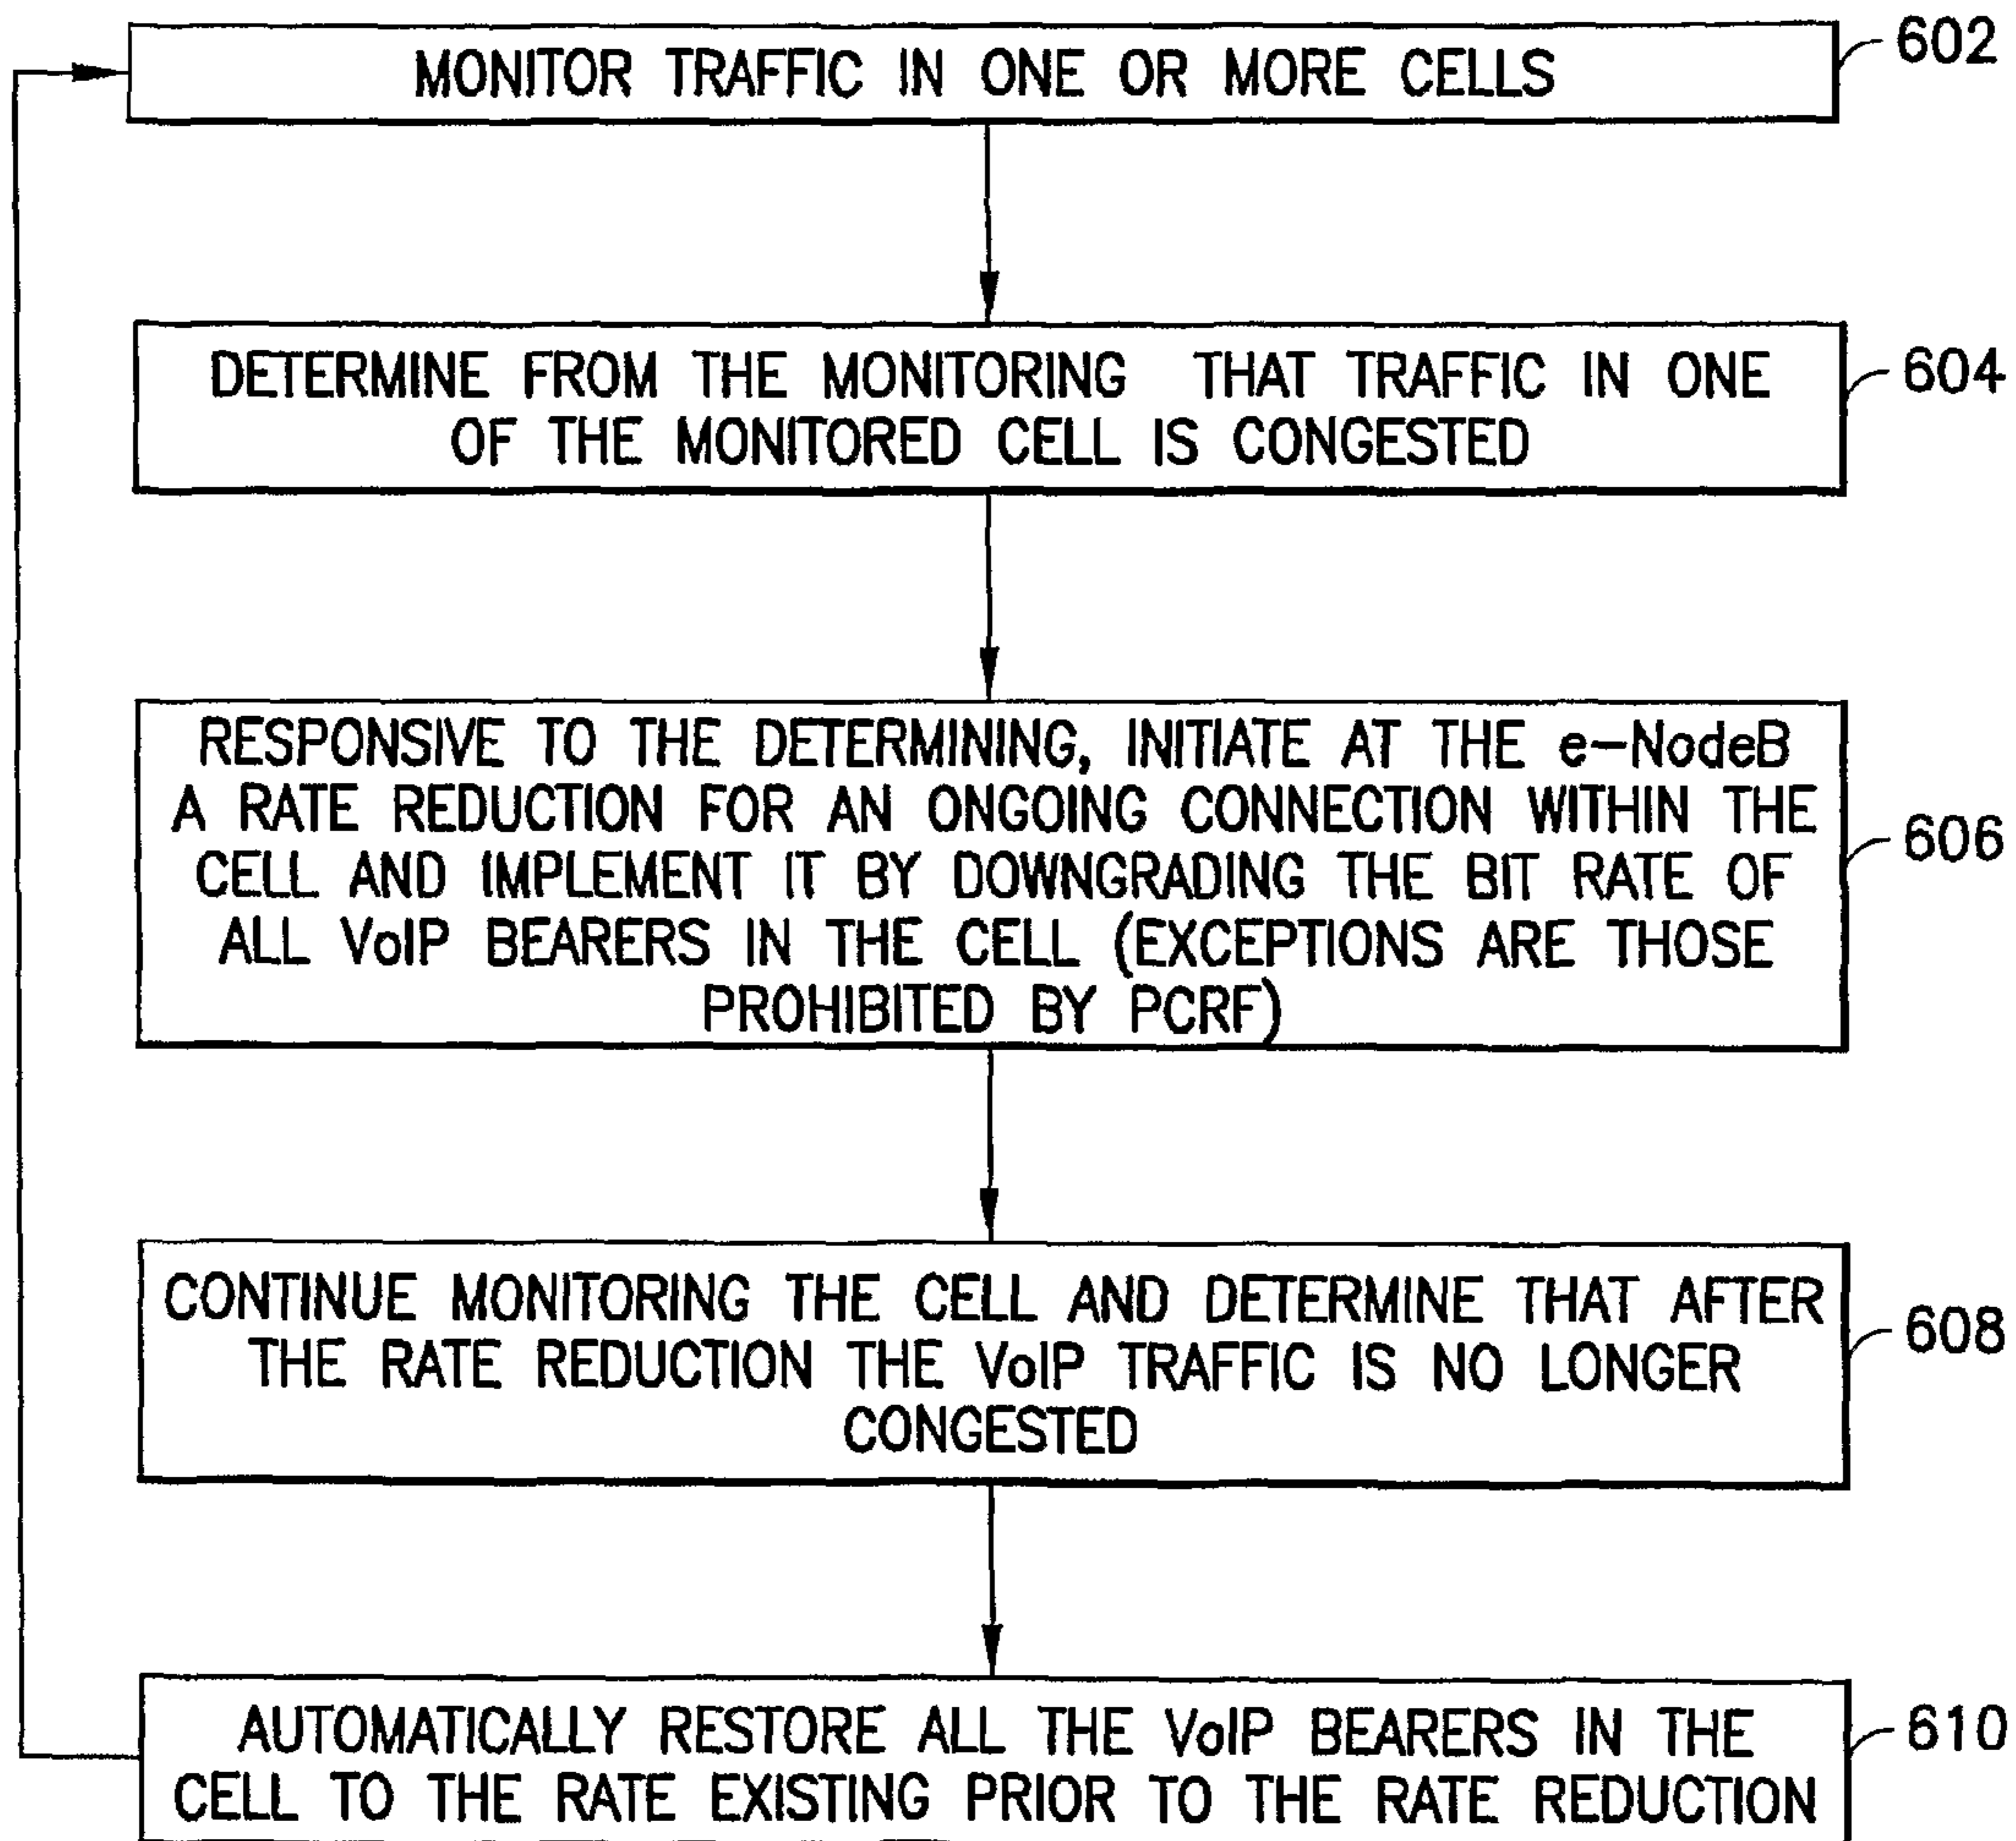 MONITOR TRAFFIC IN ONE OR MORE CELLS
602
DETERMINE FROM THE MONITORING THAT TRAFFIC IN ONE
OF THE MONITORED CELL IS CONGESTED
604
RESPONSIVE TO THE DETERMINING, INITIATE AT THE e-NodeB
A RATE REDUCTION FOR AN ONGOING CONNECTION WITHIN THE
CELL AND IMPLEMENT IT BY DOWNGRADING THE BIT RATE OF
ALL VoIP BEARERS IN THE CELL (EXCEPTIONS ARE THOSE
PROHIBITED BY PCRF)
606
CONTINUE MONITORING THE CELL AND DETERMINE THAT AFTER
THE RATE REDUCTION THE VoIP TRAFFIC IS NO LONGER
CONGESTED
608
AUTOMATICALLY RESTORE ALL THE VoIP BEARERS IN THE
CELL TO THE RATE EXISTING PRIOR TO THE RATE REDUCTION
610